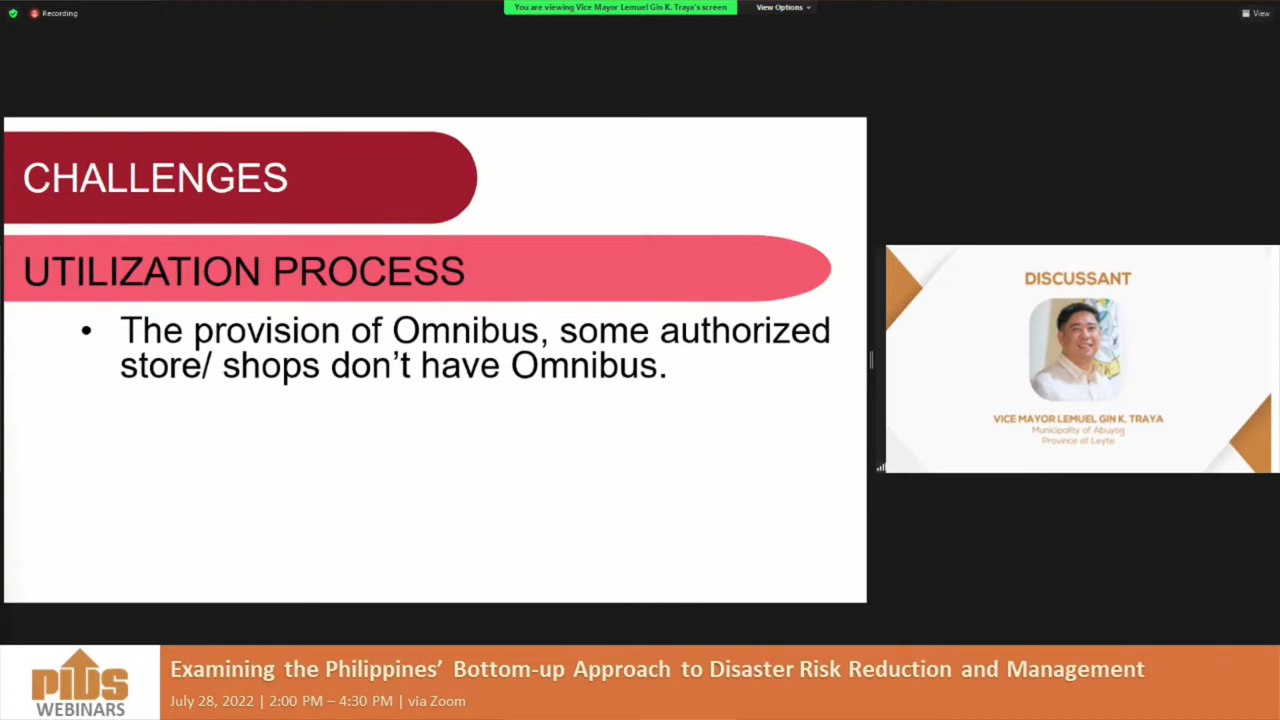 Recording
You are viewing Vice Mayor Lemuel Gin K. Traya's screen
View Options
View
CHALLENGES
UTILIZATION PROCESS
• The provision of Omnibus, some authorized
store/ shops don't have Omnibus.
DISCUSSANT
VICE MAYOR LEMUEL GIN K. TRAYA
Municipality of Abuyog
Province of Leyte
PIDS
WEBINARS
Examining the Philippines' Bottom-up Approach to Disaster Risk Reduction and Management
July 28, 2022 | 2:00 PM – 4:30 PM | via Zoom